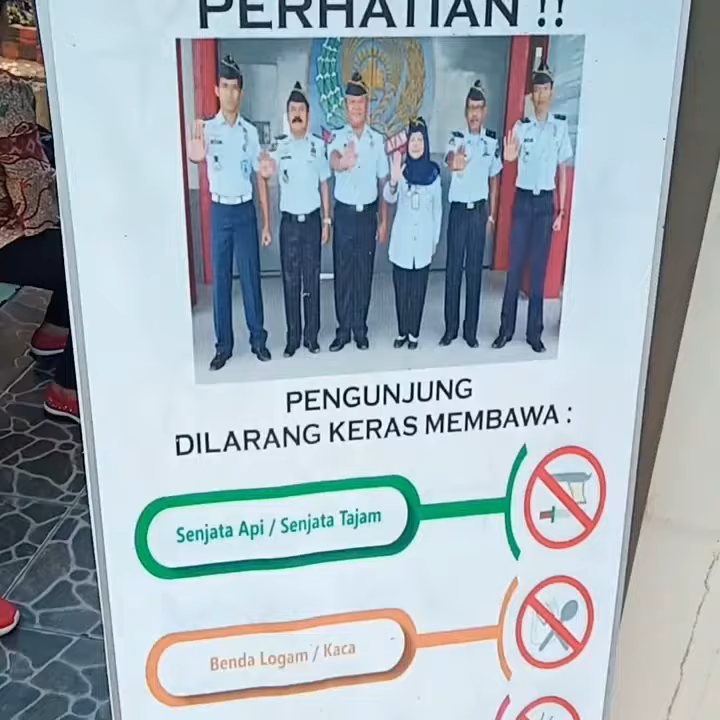 PERHATIAN !!
PENGUNJUNG
DILARANG KERAS MEMBAWA :
Senjata Api / Senjata Tajam
Benda Logam / Kaca